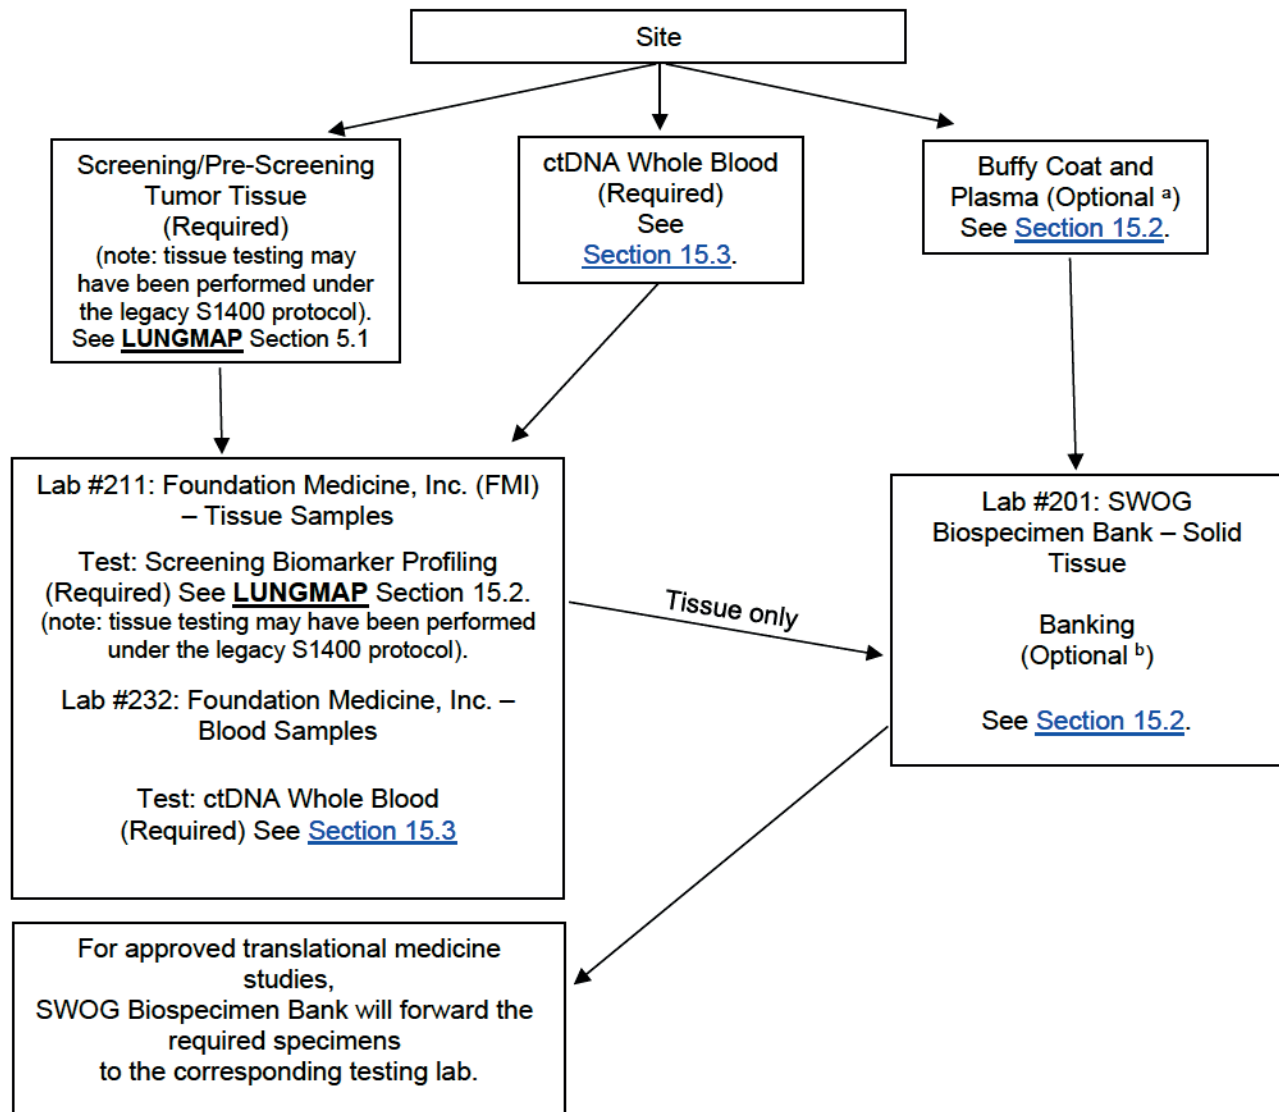 Site
Screening/Pre-Screening
Tumor Tissue
(Required)
(note: tissue testing may
have been performed under
the legacy S1400 protocol).
See LUNGMAP Section 5.1
ctDNA Whole Blood
(Required)
See
Section 15.3.
Buffy Coat and
Plasma (Optional ᵃ)
See Section 15.2.
Lab #211: Foundation Medicine, Inc. (FMI)
– Tissue Samples
Test: Screening Biomarker Profiling
(Required) See LUNGMAP Section 15.2.
(note: tissue testing may have been performed
under the legacy S1400 protocol).
Lab #232: Foundation Medicine, Inc. –
Blood Samples
Test: ctDNA Whole Blood
(Required) See Section 15.3
Tissue only
Lab #201: SWOG
Biospecimen Bank – Solid
Tissue
Banking
(Optional ᵇ)
See Section 15.2.
For approved translational medicine
studies,
SWOG Biospecimen Bank will forward the
required specimens
to the corresponding testing lab.